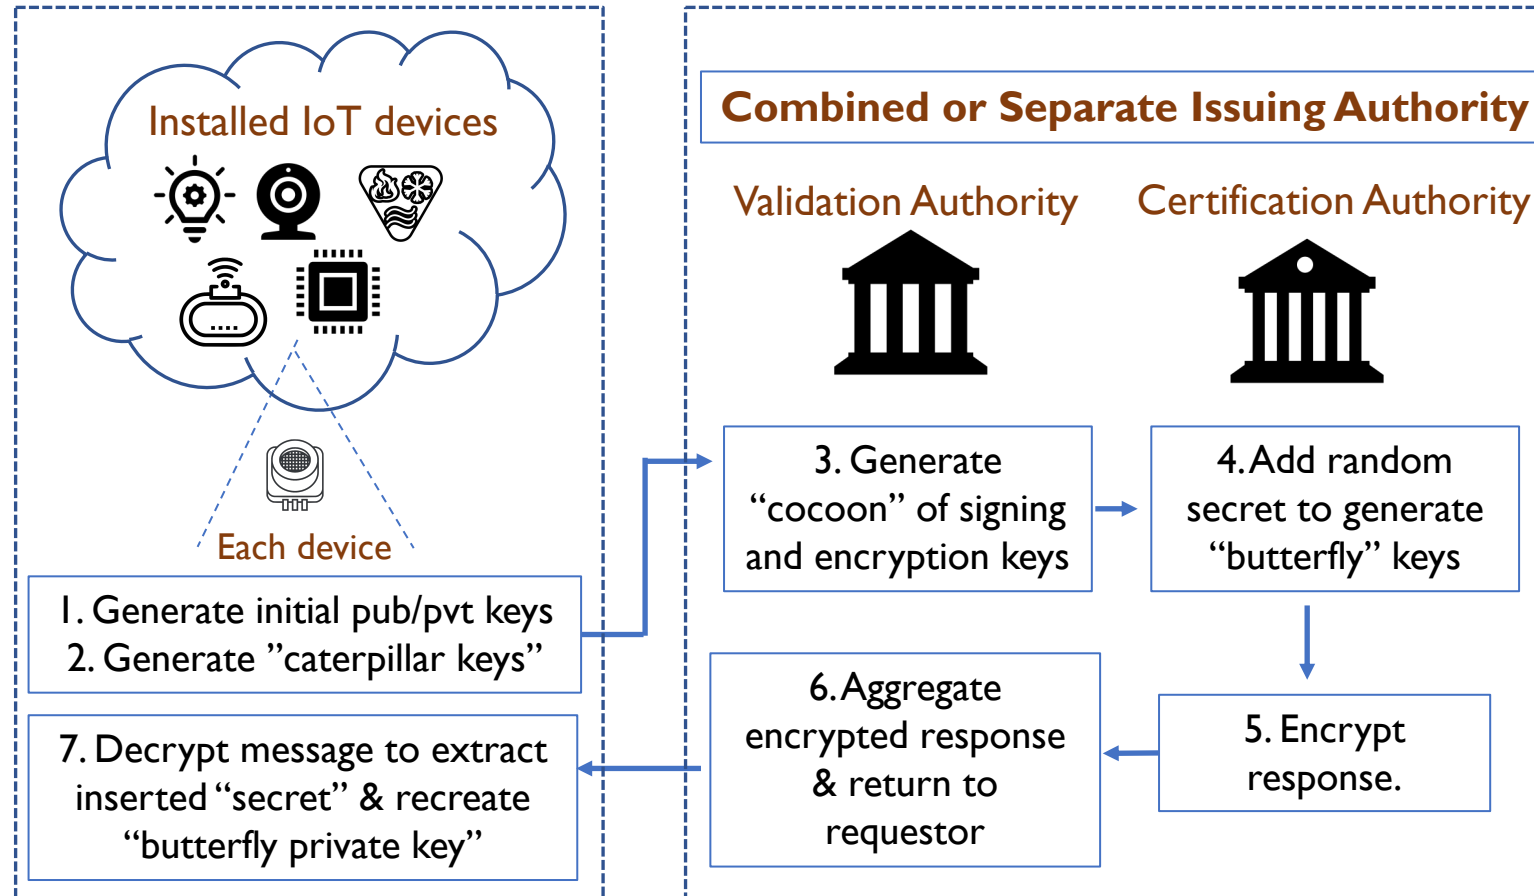 Installed IoT devices
Each device
1. Generate initial pub/pvt keys
2. Generate ”caterpillar keys”
7. Decrypt message to extract
inserted “secret” & recreate
“butterfly private key”
Combined or Separate Issuing Authority
Validation Authority
Certification Authority
3. Generate
“cocoon” of signing
and encryption keys
4. Add random
secret to generate
“butterfly” keys
5. Encrypt
response.
6. Aggregate
encrypted response
& return to
requestor